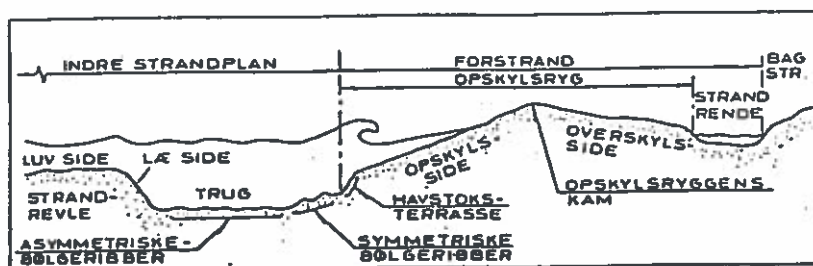 INDRE STRANDPLAN
FORSTRAND
BAG
STR.
OPSKYLSRYG
STRAND
RENDE
LUV SIDE
LÆ SIDE
OPSKYLS-
SIDE
OVERSKYLS-
SIDE
STRAND-
REVLE
TRUG
HAVSTOKS-
TERRASSE
OPSKYLSRYGGENS
KAM
ASYMMETRISKE-
BØLGERIBBER
SYMMETRISKE
BØLGERIBBER